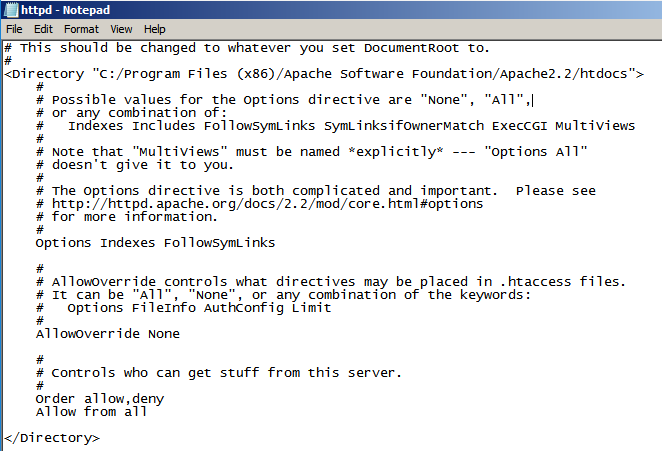 httpd - Notepad
File Edit Format View Help
# This should be changed to whatever you set DocumentRoot to.
#
<Directory "C:/Program Files (x86)/Apache Software Foundation/Apache2.2/htdocs">
    #
    # Possible values for the Options directive are "None", "All",
    # or any combination of:
    #   Indexes Includes FollowSymLinks SymLinksifOwnerMatch ExecCGI MultiViews
    #
    # Note that "MultiViews" must be named *explicitly* --- "Options All"
    # doesn't give it to you.
    #
    # The Options directive is both complicated and important.  Please see
    # http://httpd.apache.org/docs/2.2/mod/core.html#options
    # for more information.
    #
    Options Indexes FollowSymLinks
    #
    # AllowOverride controls what directives may be placed in .htaccess files.
    # It can be "All", "None", or any combination of the keywords:
    #   Options FileInfo AuthConfig Limit
    #
    AllowOverride None
    #
    # Controls who can get stuff from this server.
    #
    Order allow,deny
    Allow from all
</Directory>